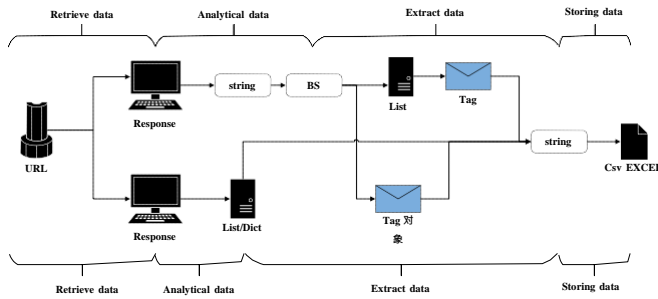 Retrieve data
Analytical data
Extract data
Storing data
string
BS
List
Tag
Response
URL
string
Csv EXCEL
Response
List/Dict
Tag 对
象
Retrieve data
Analytical data
Extract data
Storing data